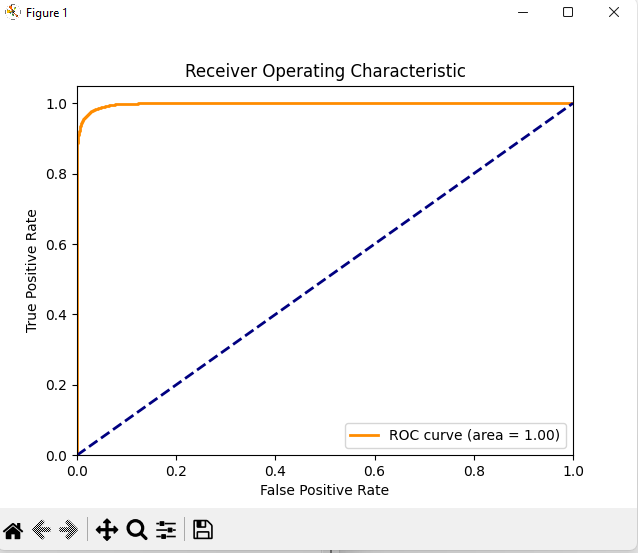 Figure 1
Receiver Operating Characteristic
1.0
0.8
0.6
0.4
0.2
0.0
True Positive Rate
ROC curve (area = 1.00)
0.0 0.2 0.4 0.6 0.8 1.0
False Positive Rate